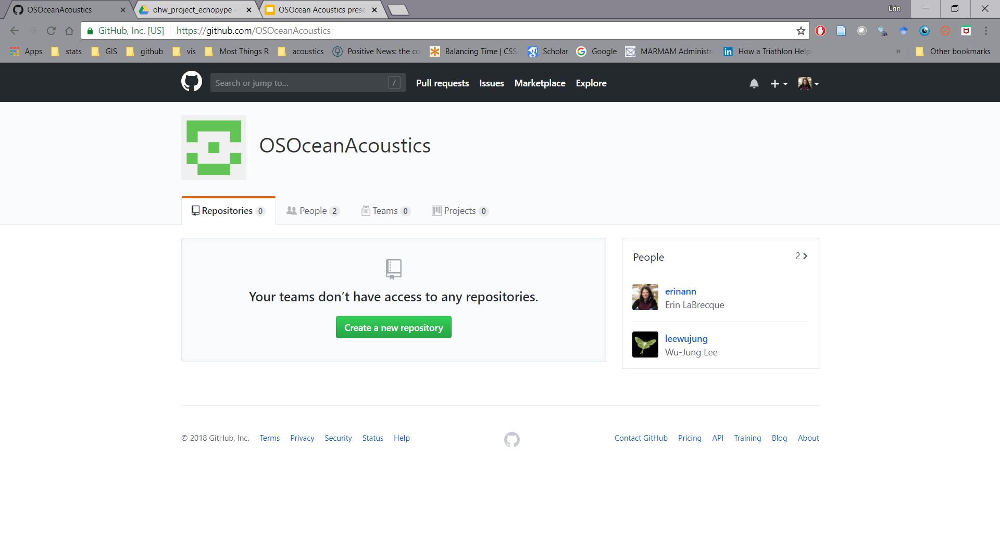 OSOceanAcoustics
ohw_project_echopype -
OSOcean Acoustics prese
Erin
GitHub, Inc. [US]
https://github.com/OSOceanAcoustics
Apps
stats
GIS
github
vis
Most Things R
acoustics
Positive News: the co
Balancing Time | CSS-
Scholar
Google
MARMAM Administra
How a Triathlon Help
»
Other bookmarks
Search or jump to...
/
Pull requests
Issues
Marketplace
Explore
OSOceanAcoustics
Repositories 0
People 2
Teams 0
Projects 0
Your teams don’t have access to any repositories.
Create a new repository
People
2
erinann
Erin LaBrecque
leewujung
Wu-Jung Lee
© 2018 GitHub, Inc.
Terms
Privacy
Security
Status
Help
Contact GitHub
Pricing
API
Training
Blog
About